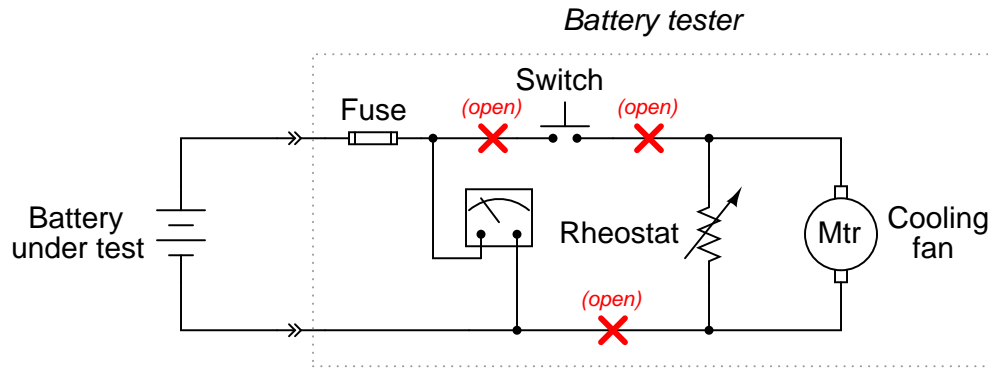 Battery tester
Switch
Fuse
(open)
(open)
Battery
under test
Rheostat
Mtr
Cooling
fan
(open)